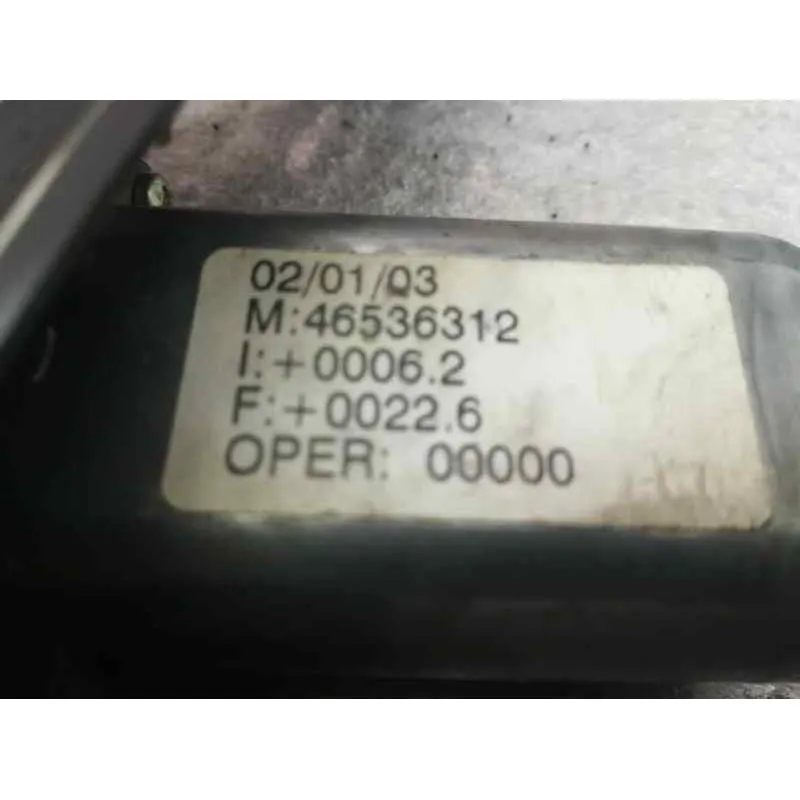 02/01/03
M:46536312
I:+0006.2
F:+0022.6
OPER: 00000